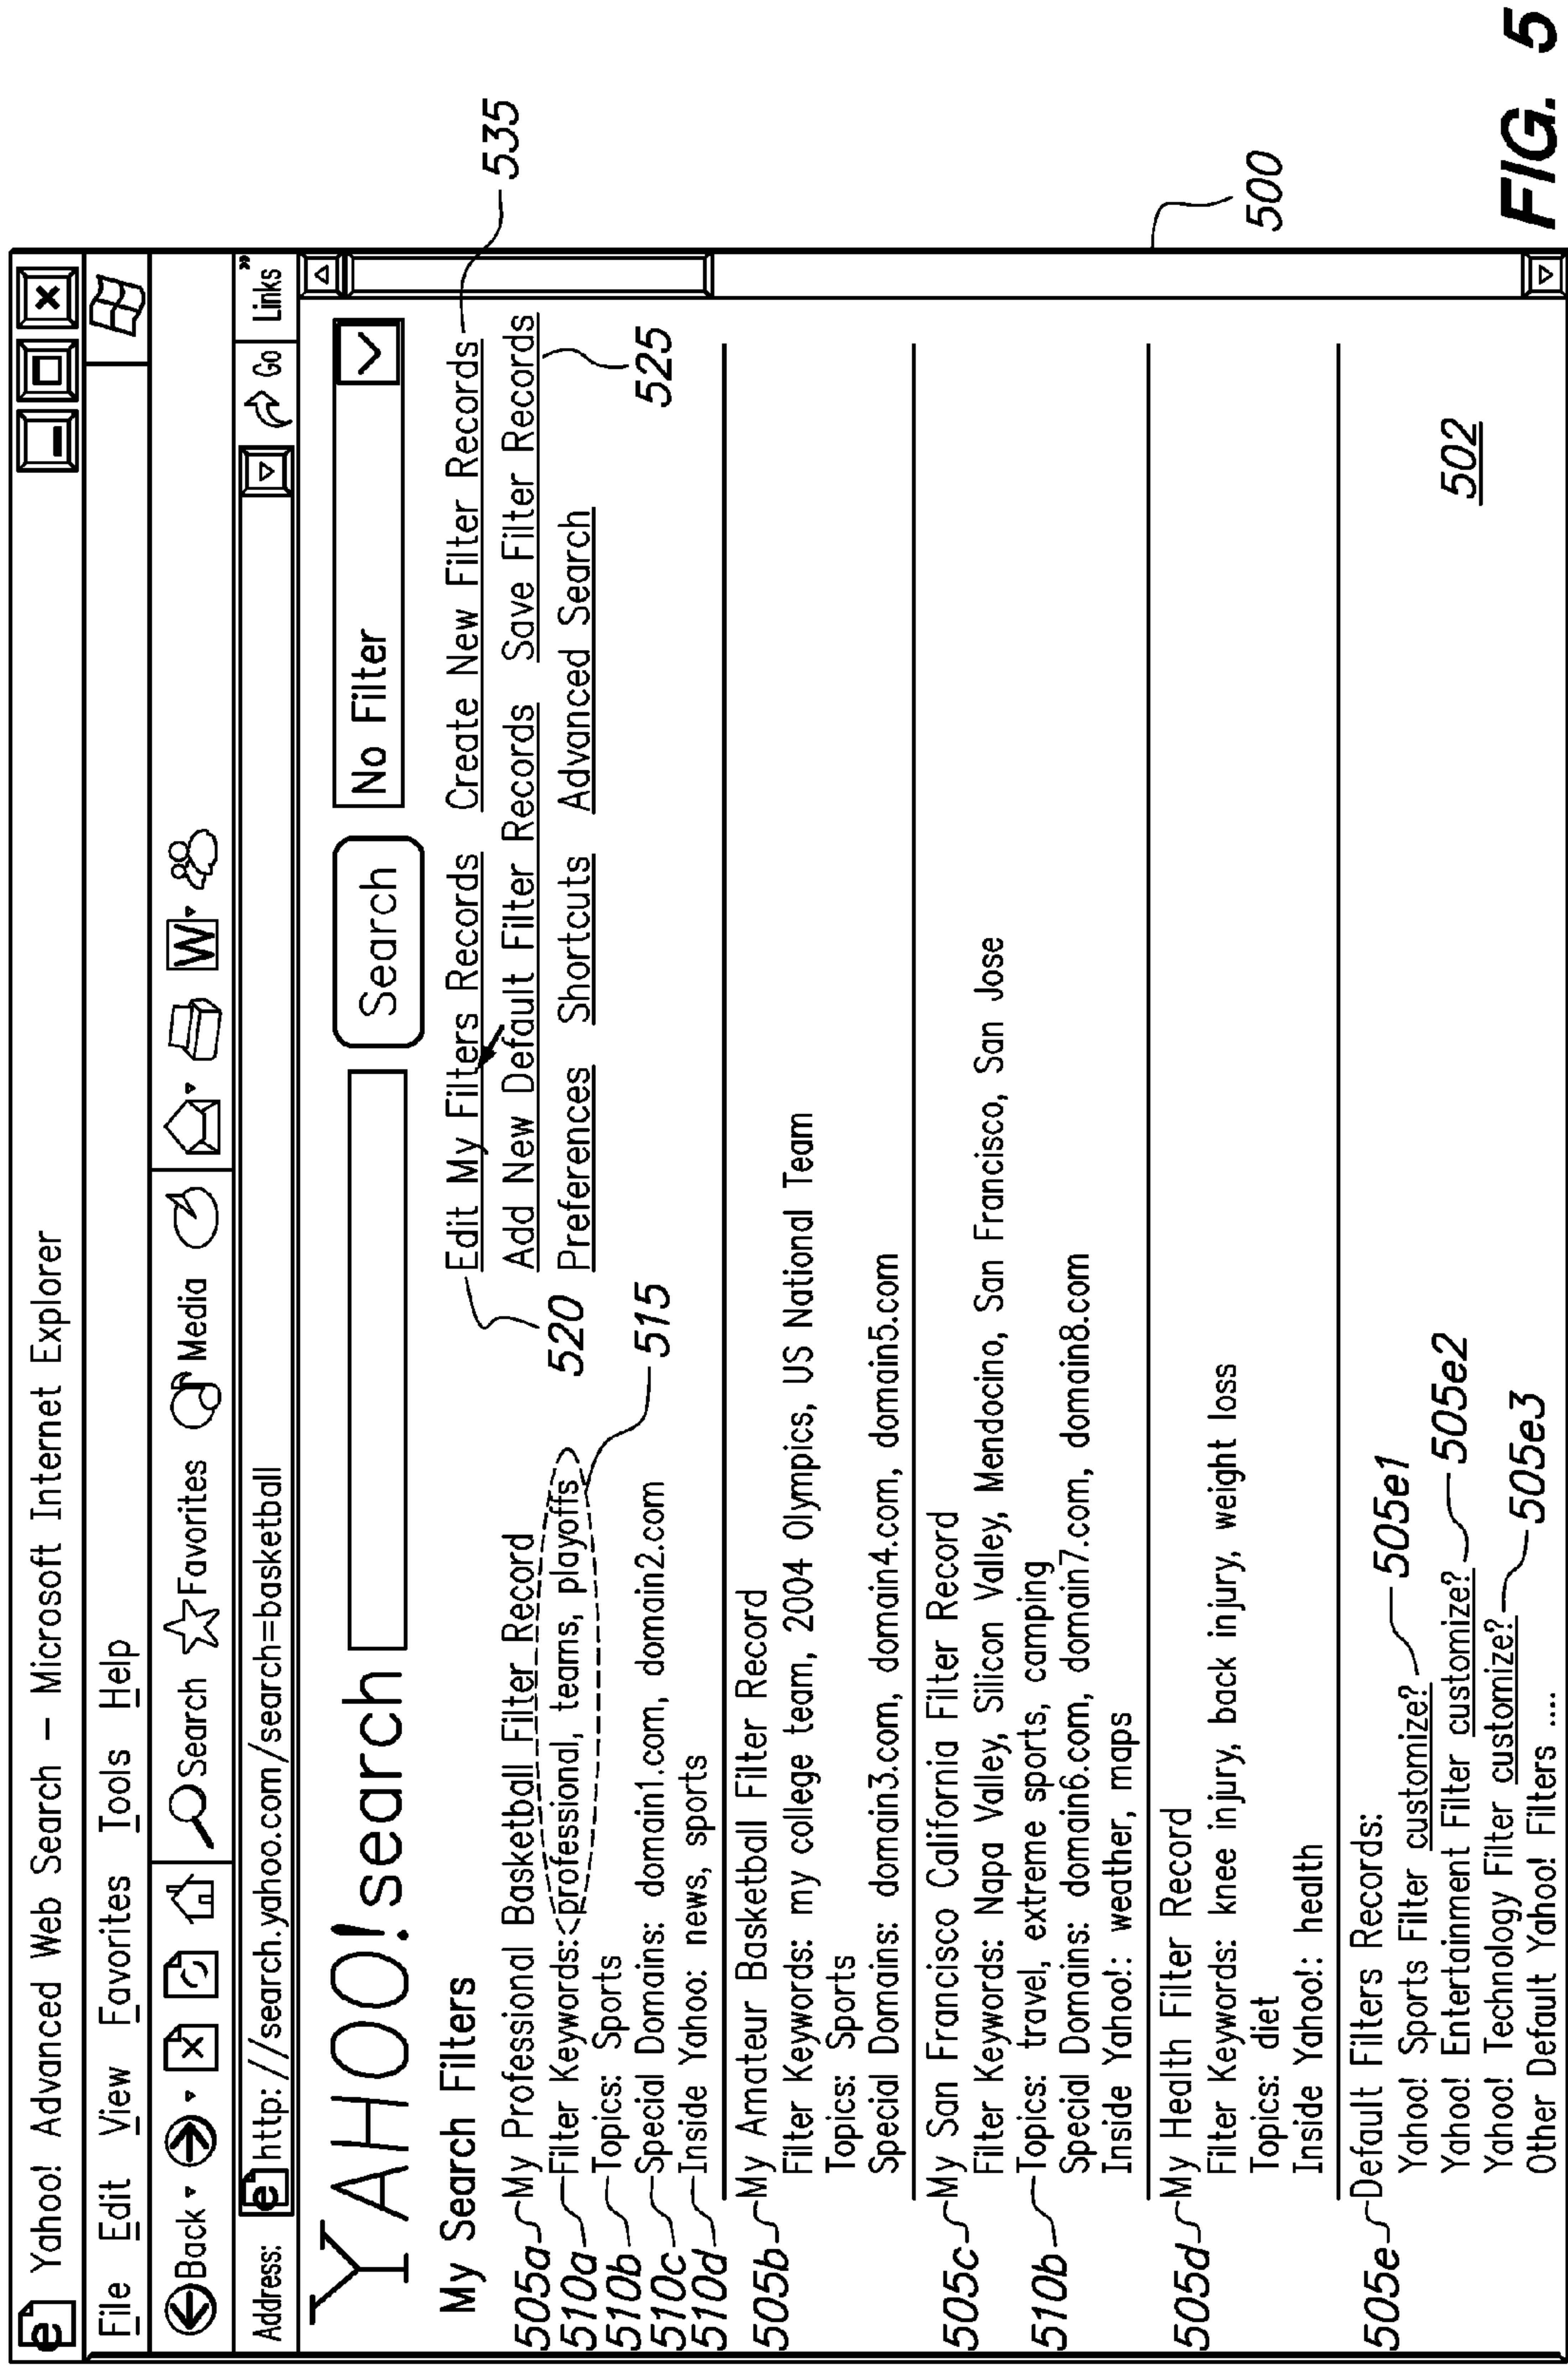 Yahoo! Advanced Web Search – Microsoft Internet Explorer
File Edit View Favorites Tools Help
Back Search Favorites Media W
Address: http://search.yahoo.com/search=basketball Go Links »
YAHOO! search Search No Filter
My Search Filters
520 Edit My Filters Records Create New Filter Records 535
Add New Default Filter Records Save Filter Records 525
Preferences Shortcuts Advanced Search
505a My Professional Basketball Filter Record
510a Filter Keywords: professional, teams, playoffs 515
510b Topics: Sports
510c Special Domains: domain1.com, domain2.com
510d Inside Yahoo: news, sports
505b My Amateur Basketball Filter Record
Filter Keywords: my college team, 2004 Olympics, US National Team
Topics: Sports
Special Domains: domain3.com, domain4.com, domain5.com
505c My San Francisco California Filter Record
Filter Keywords: Napa Valley, Silicon Valley, Mendocino, San Francisco, San Jose
510b Topics: travel, extreme sports, camping
Special Domains: domain6.com, domain7.com, domain8.com
Inside Yahoo!: weather, maps
500
505d My Health Filter Record
Filter Keywords: knee injury, back injury, weight loss
Topics: diet
Inside Yahoo!: health
505e Default Filters Records:
Yahoo! Sports Filter customize? 505e1
Yahoo! Entertainment Filter customize? 505e2
Yahoo! Technology Filter customize? 505e3
Other Default Yahoo! Filters ....
502
FIG. 5